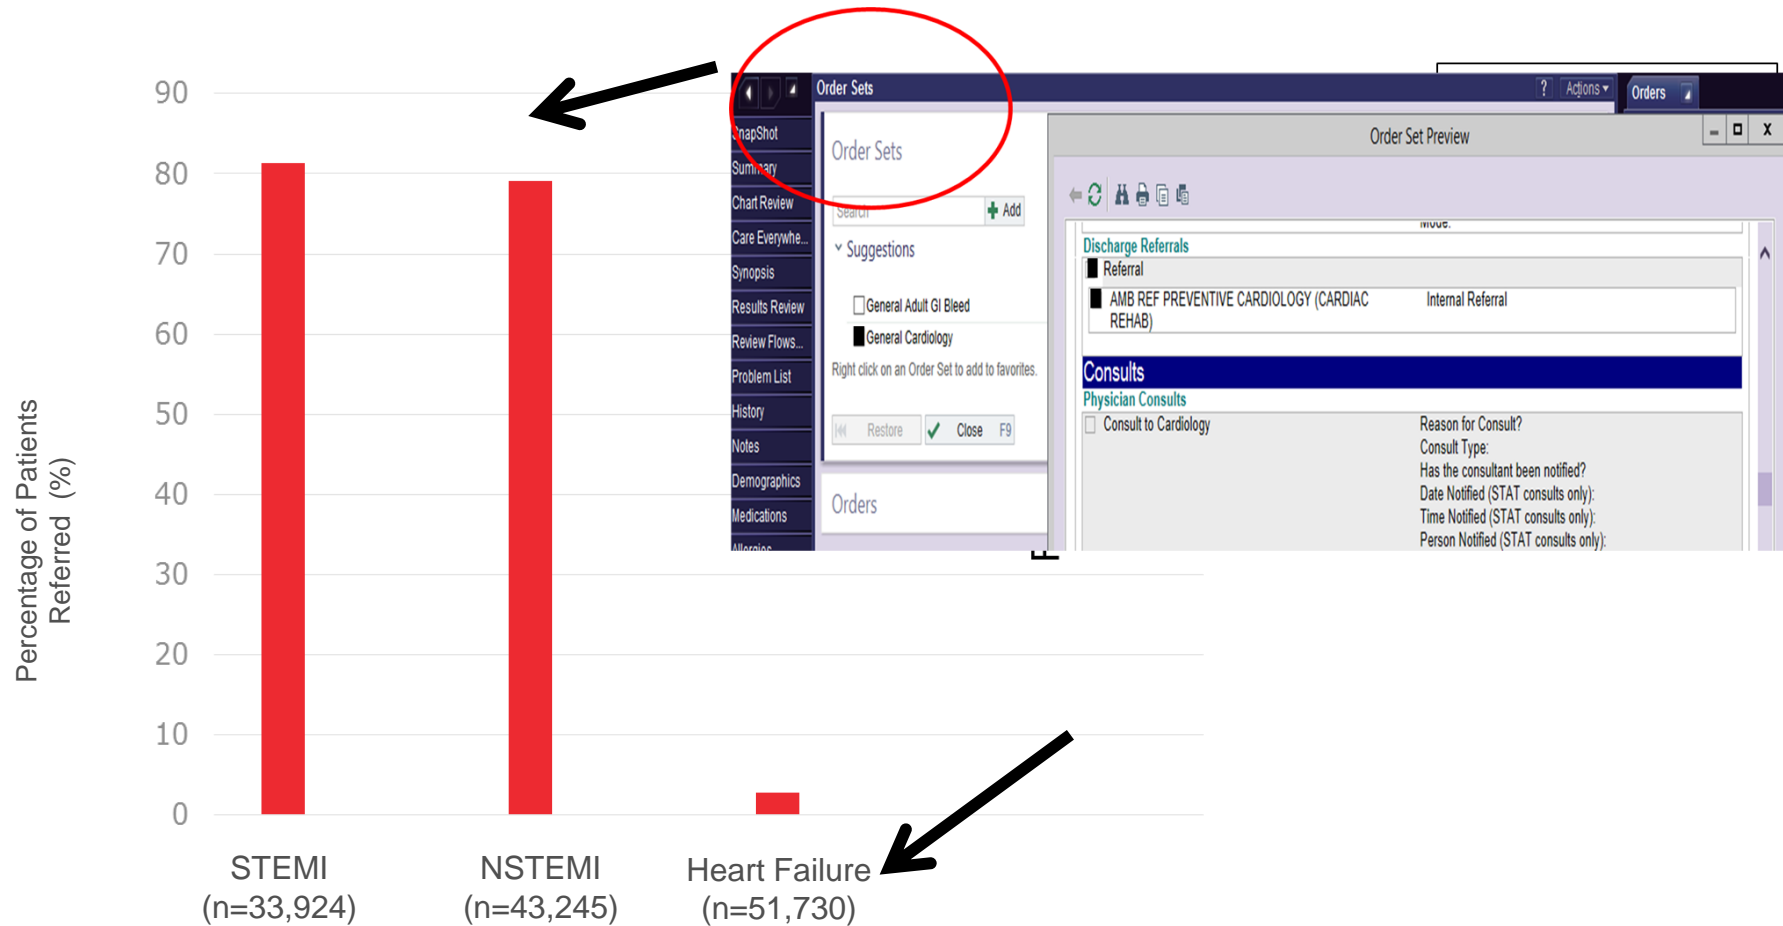 90
80
70
60
50
40
30
20
10
0
Percentage of Patients
Referred (%)
STEMI
(n=33,924)
NSTEMI
(n=43,245)
Heart Failure
(n=51,730)
Order Sets
? Actions
Orders
SnapShot
Summary
Chart Review
Care Everywhe...
Synopsis
Results Review
Review Flows...
Problem List
History
Notes
Demographics
Medications
Allergies
Order Sets
Search
Add
Suggestions
General Adult GI Bleed
General Cardiology
Right click on an Order Set to add to favorites.
Restore
Close F9
Orders
Order Set Preview
Mode:
Discharge Referrals
Referral
AMB REF PREVENTIVE CARDIOLOGY (CARDIAC
REHAB)
Internal Referral
Consults
Physician Consults
Consult to Cardiology
Reason for Consult?
Consult Type:
Has the consultant been notified?
Date Notified (STAT consults only):
Time Notified (STAT consults only):
Person Notified (STAT consults only):